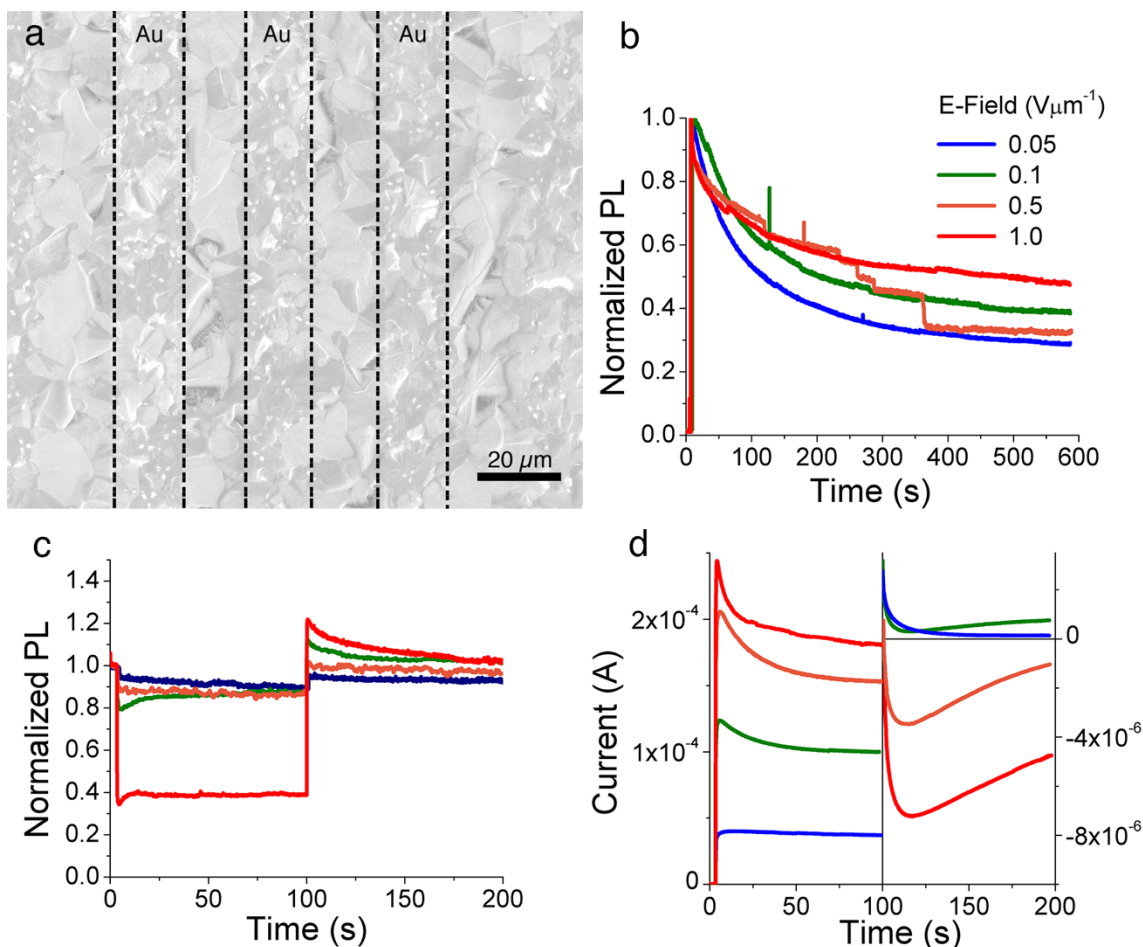 a
Au
Au
Au
20 µm
b
E-Field (Vµm⁻¹)
0.05
0.1
0.5
1.0
1.0
0.8
0.6
0.4
0.2
0.0
Normalized PL
0 100 200 300 400 500 600
Time (s)
c
1.4
1.2
1.0
0.8
0.6
0.4
0.2
0.0
Normalized PL
0 50 100 150 200
Time (s)
d
2x10⁻⁴
1x10⁻⁴
0
Current (A)
0
-4x10⁻⁶
-8x10⁻⁶
0 50 100 150 200
Time (s)